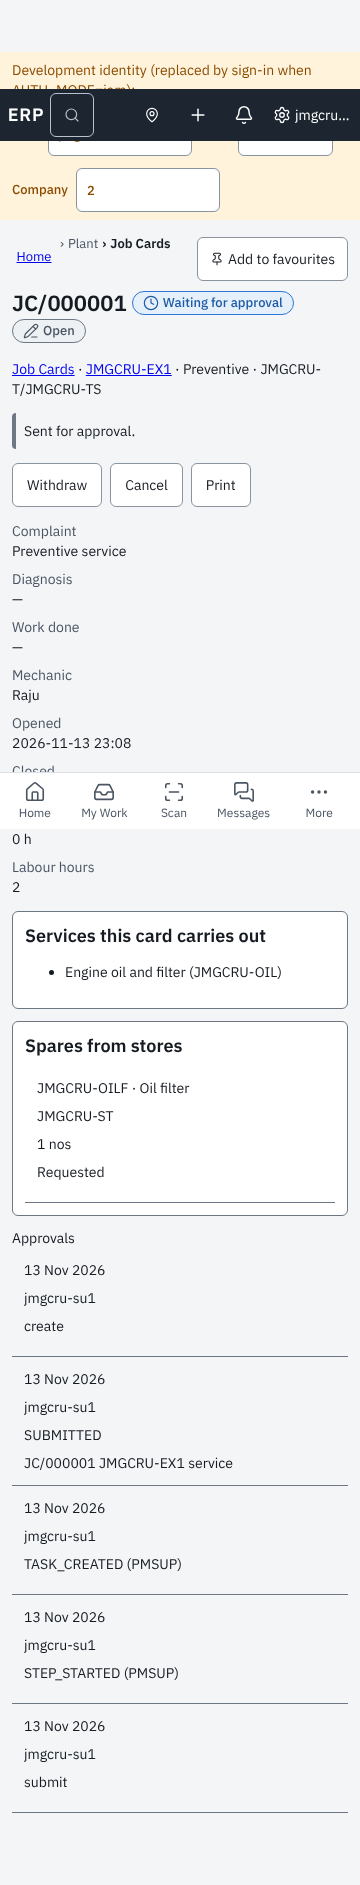 Development identity (replaced by sign-in when
ERP
jmgcru...
Company
2
Home
› Plant › Job Cards
Add to favourites
JC/000001
Waiting for approval
Open
Job Cards · JMGCRU-EX1 · Preventive · JMGCRU-
T/JMGCRU-TS
Sent for approval.
Withdraw
Cancel
Print
Complaint
Preventive service
Diagnosis
—
Work done
—
Mechanic
Raju
Opened
2026-11-13 23:08
Closed
Home
My Work
Scan
Messages
More
0 h
Labour hours
2
Services this card carries out
• Engine oil and filter (JMGCRU-OIL)
Spares from stores
JMGCRU-OILF · Oil filter
JMGCRU-ST
1 nos
Requested
Approvals
13 Nov 2026
jmgcru-su1
create
13 Nov 2026
jmgcru-su1
SUBMITTED
JC/000001 JMGCRU-EX1 service
13 Nov 2026
jmgcru-su1
TASK_CREATED (PMSUP)
13 Nov 2026
jmgcru-su1
STEP_STARTED (PMSUP)
13 Nov 2026
jmgcru-su1
submit